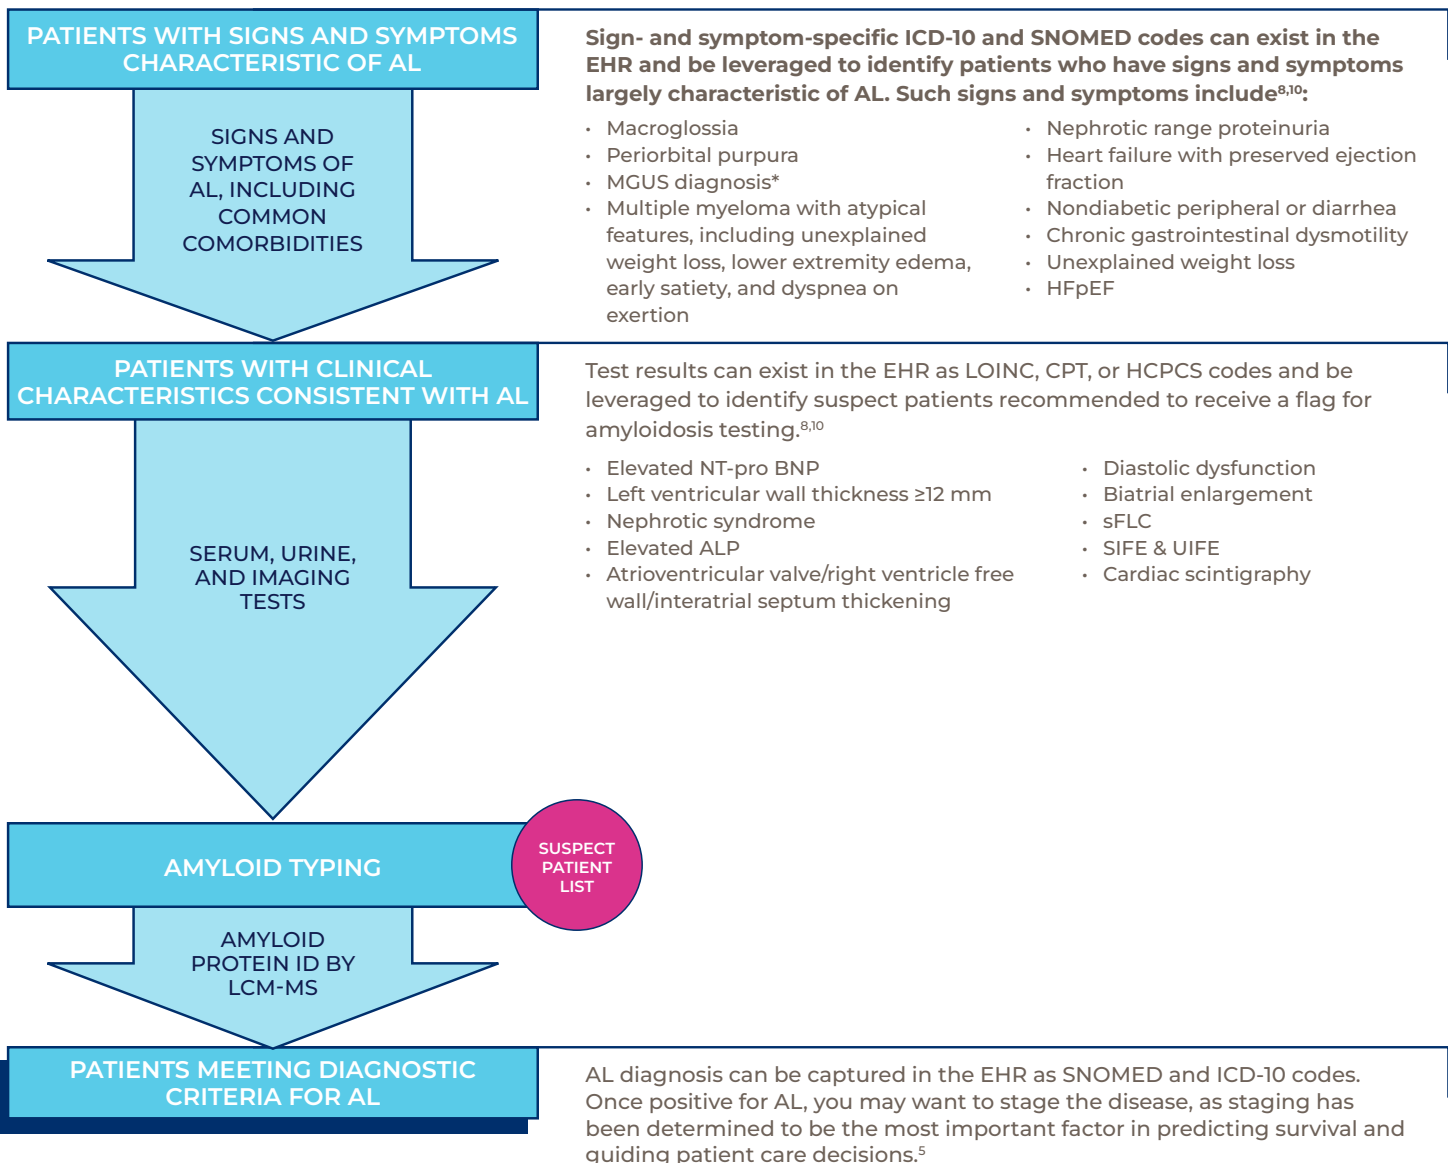 PATIENTS WITH SIGNS AND SYMPTOMS
CHARACTERISTIC OF AL
SIGNS AND
SYMPTOMS OF
AL, INCLUDING
COMMON
COMORBIDITIES
Sign- and symptom-specific ICD-10 and SNOMED codes can exist in the
EHR and be leveraged to identify patients who have signs and symptoms
largely characteristic of AL. Such signs and symptoms include⁸,¹⁰:
• Macroglossia
• Periorbital purpura
• MGUS diagnosis*
• Multiple myeloma with atypical
features, including unexplained
weight loss, lower extremity edema,
early satiety, and dyspnea on
exertion
• Nephrotic range proteinuria
• Heart failure with preserved ejection
fraction
• Nondiabetic peripheral or diarrhea
• Chronic gastrointestinal dysmotility
• Unexplained weight loss
• HFpEF
PATIENTS WITH CLINICAL
CHARACTERISTICS CONSISTENT WITH AL
SERUM, URINE,
AND IMAGING
TESTS
Test results can exist in the EHR as LOINC, CPT, or HCPCS codes and be
leveraged to identify suspect patients recommended to receive a flag for
amyloidosis testing.⁸,¹⁰
• Elevated NT-pro BNP
• Left ventricular wall thickness ≥12 mm
• Nephrotic syndrome
• Elevated ALP
• Atrioventricular valve/right ventricle free
wall/interatrial septum thickening
• Diastolic dysfunction
• Biatrial enlargement
• sFLC
• SIFE & UIFE
• Cardiac scintigraphy
AMYLOID TYPING
SUSPECT
PATIENT
LIST
AMYLOID
PROTEIN ID BY
LCM-MS
PATIENTS MEETING DIAGNOSTIC
CRITERIA FOR AL
AL diagnosis can be captured in the EHR as SNOMED and ICD-10 codes.
Once positive for AL, you may want to stage the disease, as staging has
been determined to be the most important factor in predicting survival and
guiding patient care decisions.⁵